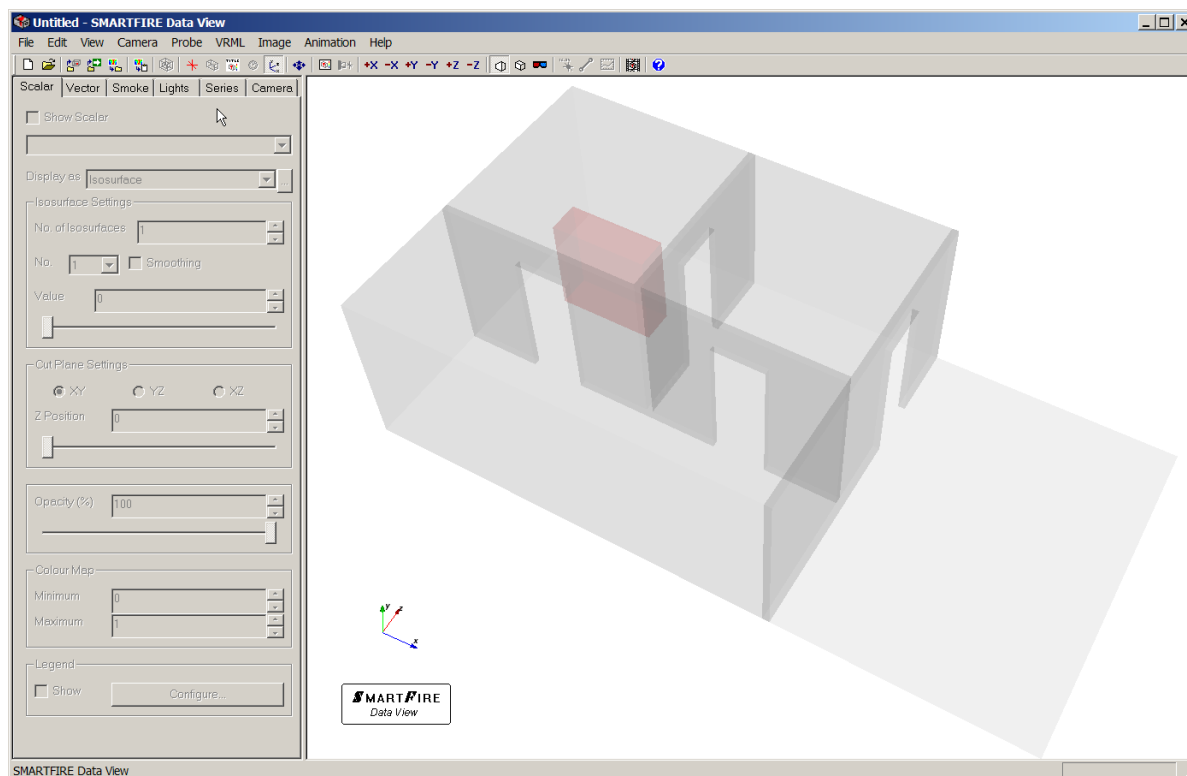 Untitled - SMARTFIRE Data View
File Edit View Camera Probe VRML Image Animation Help
+X -X +Y -Y +Z -Z
Scalar Vector Smoke Lights Series Camera
Show Scalar
Display as Isosurface ...
Isosurface Settings
No. of Isosurfaces 1
No. 1 Smoothing
Value 0
Cut Plane Settings
XY YZ XZ
Z Position 0
Opacity (%) 100
Colour Map
Minimum 0
Maximum 1
Legend
Show Configure...
y z
x
SMARTFIRE
Data View
SMARTFIRE Data View